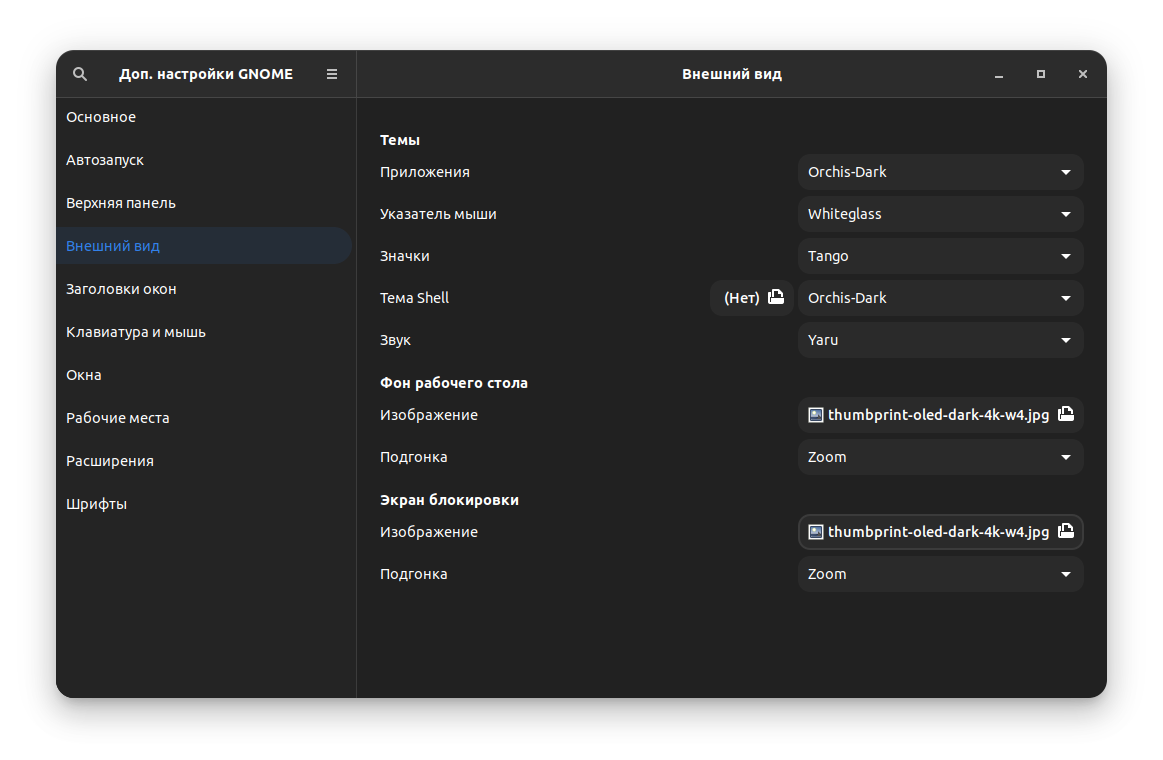 Доп. настройки GNOME
Внешний вид
Основное
Автозапуск
Верхняя панель
Внешний вид
Заголовки окон
Клавиатура и мышь
Окна
Рабочие места
Расширения
Шрифты
Темы
Приложения Orchis-Dark
Указатель мыши Whiteglass
Значки Tango
Тема Shell (Нет) Orchis-Dark
Звук Yaru
Фон рабочего стола
Изображение thumbprint-oled-dark-4k-w4.jpg
Подгонка Zoom
Экран блокировки
Изображение thumbprint-oled-dark-4k-w4.jpg
Подгонка Zoom